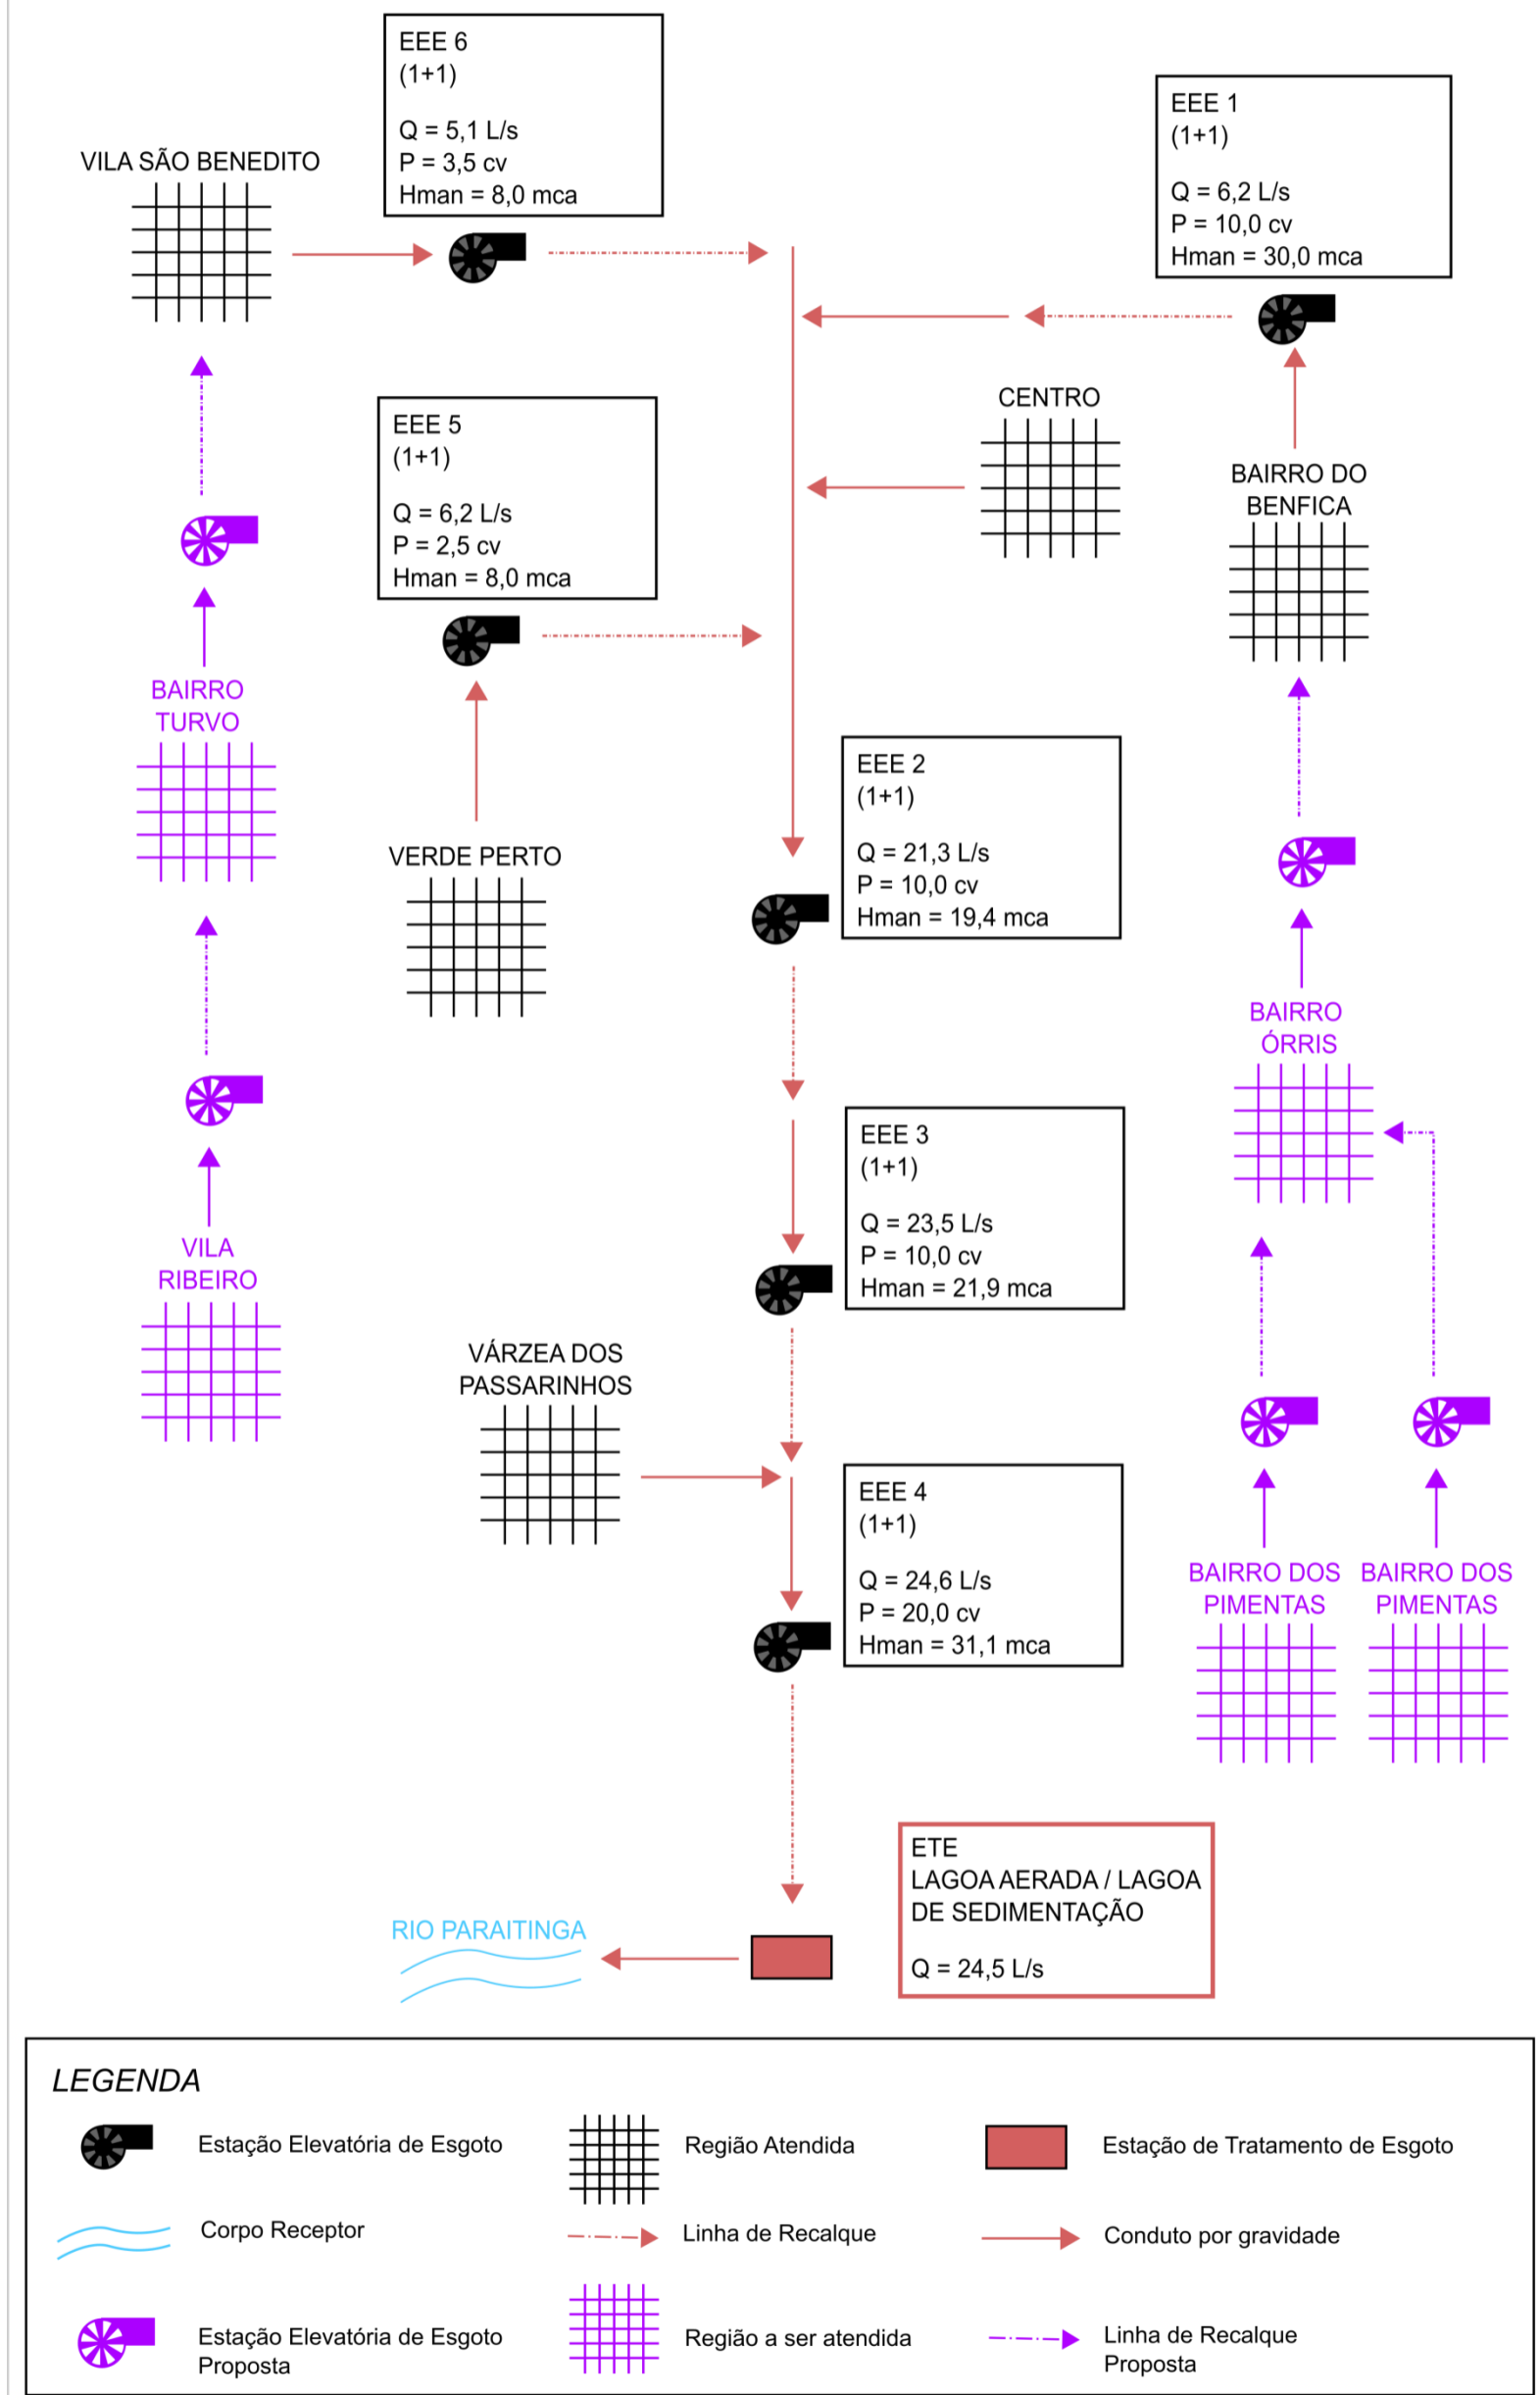 EEE 6
(1+1)
Q = 5,1 L/s
P = 3,5 cv
Hman = 8,0 mca
EEE 1
(1+1)
Q = 6,2 L/s
P = 10,0 cv
Hman = 30,0 mca
VILA SÃO BENEDITO
CENTRO
EEE 5
(1+1)
Q = 6,2 L/s
P = 2,5 cv
Hman = 8,0 mca
BAIRRO DO
BENFICA
BAIRRO
TURVO
EEE 2
(1+1)
Q = 21,3 L/s
P = 10,0 cv
Hman = 19,4 mca
VERDE PERTO
BAIRRO
ÓRRIS
EEE 3
(1+1)
Q = 23,5 L/s
P = 10,0 cv
Hman = 21,9 mca
VILA
RIBEIRO
VÁRZEA DOS
PASSARINHOS
EEE 4
(1+1)
Q = 24,6 L/s
P = 20,0 cv
Hman = 31,1 mca
BAIRRO DOS
PIMENTAS
BAIRRO DOS
PIMENTAS
ETE
LAGOA AERADA / LAGOA
DE SEDIMENTAÇÃO
Q = 24,5 L/s
RIO PARAITINGA
LEGENDA
Estação Elevatória de Esgoto
Região Atendida
Estação de Tratamento de Esgoto
Corpo Receptor
Linha de Recalque
Conduto por gravidade
Estação Elevatória de Esgoto
Proposta
Região a ser atendida
Linha de Recalque
Proposta